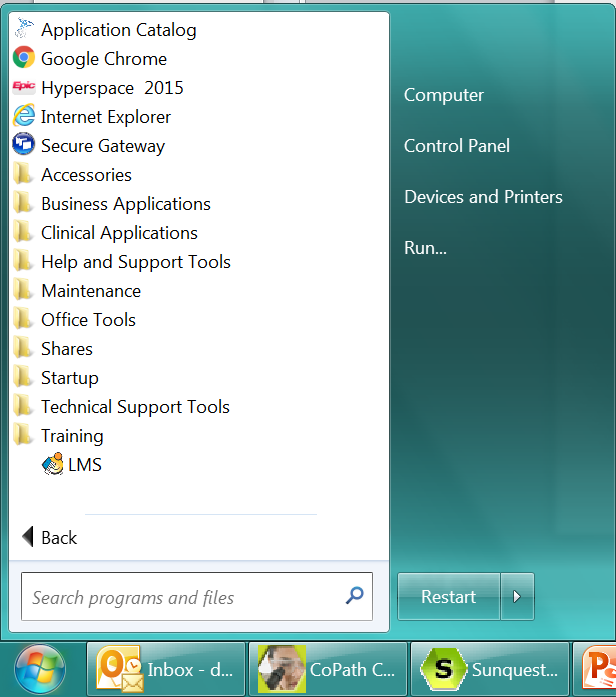 Application Catalog
Google Chrome
Epic Hyperspace 2015
Internet Explorer
Secure Gateway
Accessories
Business Applications
Clinical Applications
Help and Support Tools
Maintenance
Office Tools
Shares
Startup
Technical Support Tools
Training
LMS
Back
Search programs and files
Computer
Control Panel
Devices and Printers
Run...
Restart
Inbox - d...
CoPath C...
S Sunquest...